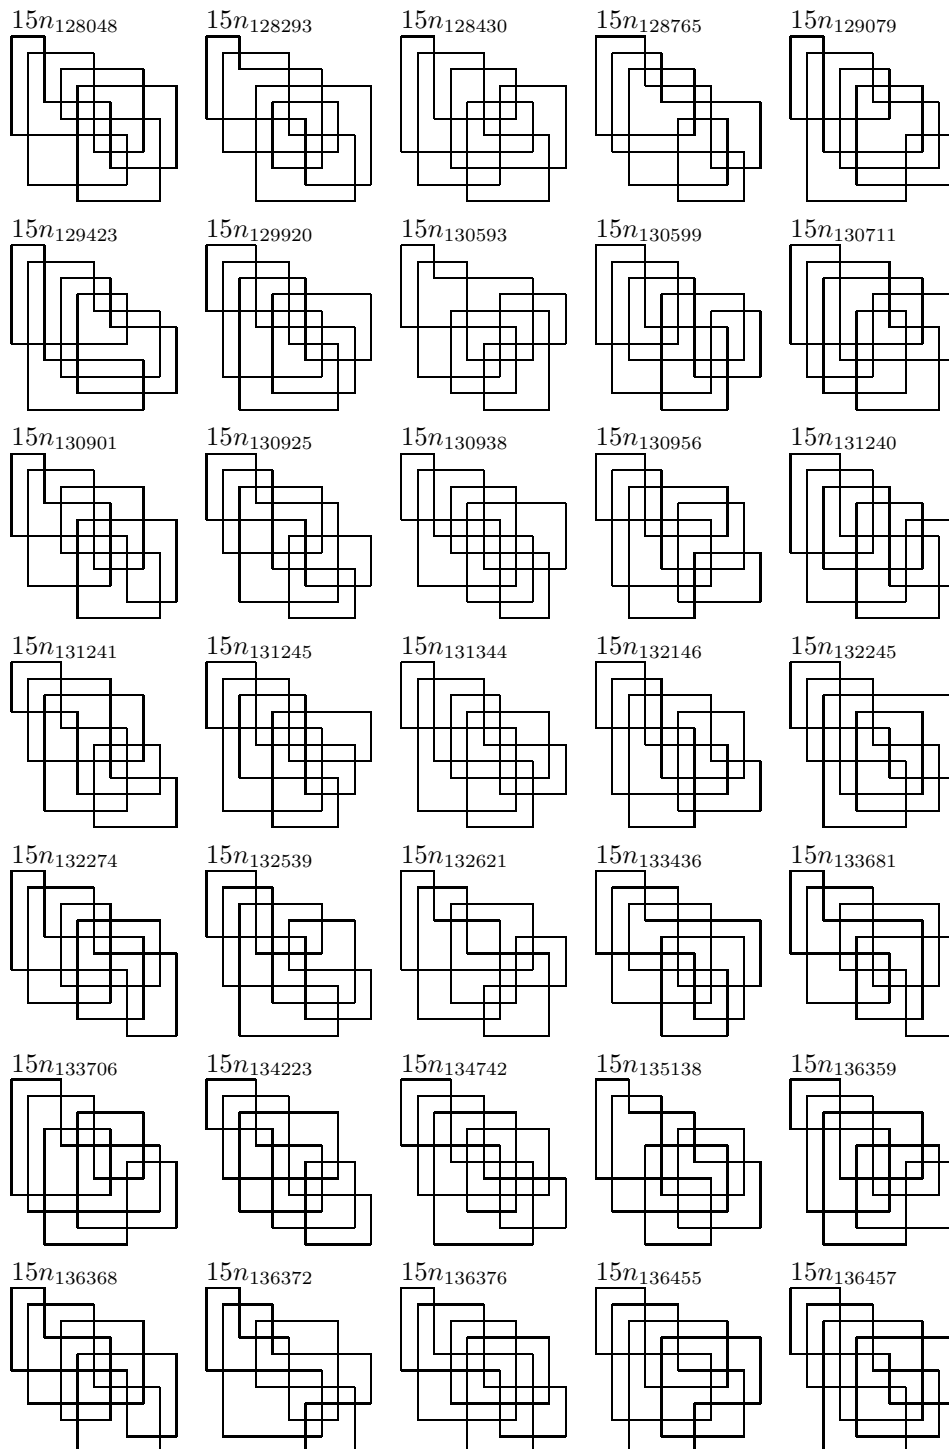 15n₁₂₈₀₄₈ 15n₁₂₈₂₉₃ 15n₁₂₈₄₃₀ 15n₁₂₈₇₆₅ 15n₁₂₉₀₇₉
15n₁₂₉₄₂₃ 15n₁₂₉₉₂₀ 15n₁₃₀₅₉₃ 15n₁₃₀₅₉₉ 15n₁₃₀₇₁₁
15n₁₃₀₉₀₁ 15n₁₃₀₉₂₅ 15n₁₃₀₉₃₈ 15n₁₃₀₉₅₆ 15n₁₃₁₂₄₀
15n₁₃₁₂₄₁ 15n₁₃₁₂₄₅ 15n₁₃₁₃₄₄ 15n₁₃₂₁₄₆ 15n₁₃₂₂₄₅
15n₁₃₂₂₇₄ 15n₁₃₂₅₃₉ 15n₁₃₂₆₂₁ 15n₁₃₃₄₃₆ 15n₁₃₃₆₈₁
15n₁₃₃₇₀₆ 15n₁₃₄₂₂₃ 15n₁₃₄₇₄₂ 15n₁₃₅₁₃₈ 15n₁₃₆₃₅₉
15n₁₃₆₃₆₈ 15n₁₃₆₃₇₂ 15n₁₃₆₃₇₆ 15n₁₃₆₄₅₅ 15n₁₃₆₄₅₇